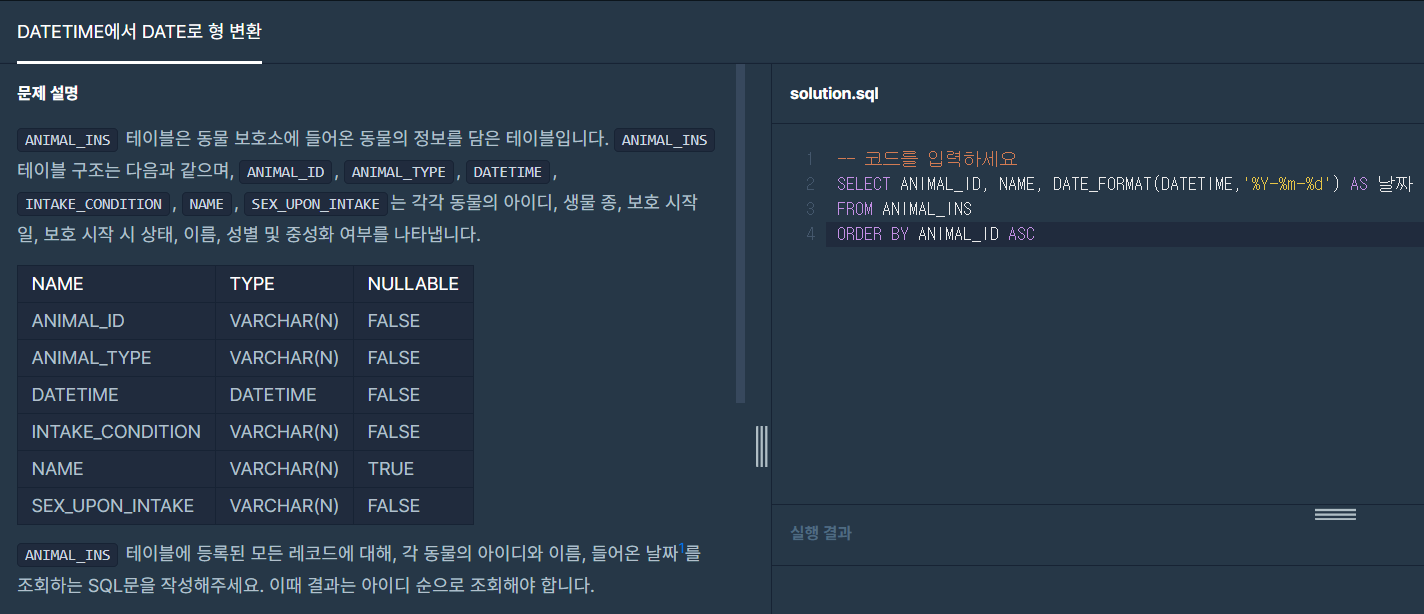 DATETIME에서 DATE로 형 변환
문제 설명
ANIMAL_INS 테이블은 동물 보호소에 들어온 동물의 정보를 담은 테이블입니다. ANIMAL_INS
테이블 구조는 다음과 같으며, ANIMAL_ID , ANIMAL_TYPE , DATETIME ,
INTAKE_CONDITION , NAME , SEX_UPON_INTAKE 는 각각 동물의 아이디, 생물 종, 보호 시작
일, 보호 시작 시 상태, 이름, 성별 및 중성화 여부를 나타냅니다.
NAME TYPE NULLABLE
ANIMAL_ID VARCHAR(N) FALSE
ANIMAL_TYPE VARCHAR(N) FALSE
DATETIME DATETIME FALSE
INTAKE_CONDITION VARCHAR(N) FALSE
NAME VARCHAR(N) TRUE
SEX_UPON_INTAKE VARCHAR(N) FALSE
ANIMAL_INS 테이블에 등록된 모든 레코드에 대해, 각 동물의 아이디와 이름, 들어온 날짜1를
조회하는 SQL문을 작성해주세요. 이때 결과는 아이디 순으로 조회해야 합니다.
solution.sql
1 -- 코드를 입력하세요
2 SELECT ANIMAL_ID, NAME, DATE_FORMAT(DATETIME,'%Y-%m-%d') AS 날짜
3 FROM ANIMAL_INS
4 ORDER BY ANIMAL_ID ASC
실행 결과